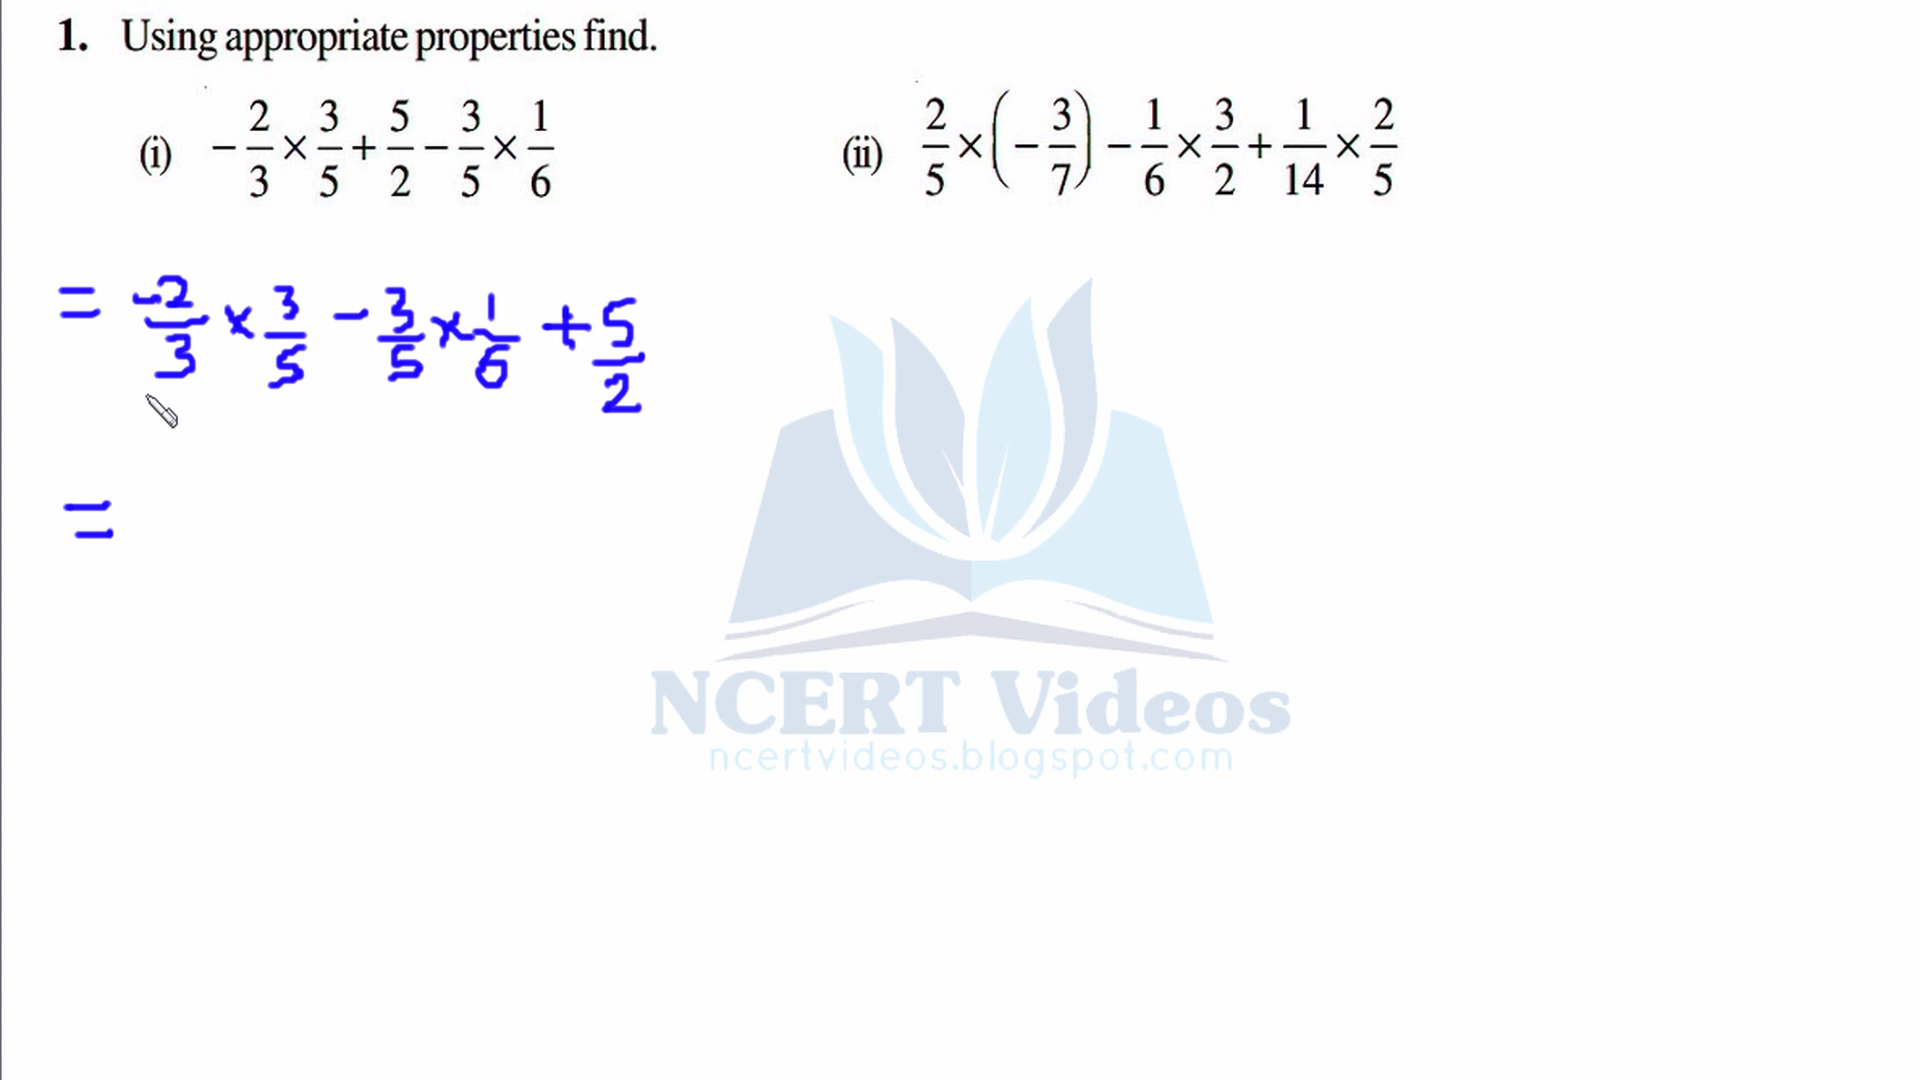 1. Using appropriate properties find.
(i) -2/3 × 3/5 + 5/2 - 3/5 × 1/6
(ii) 2/5 × (-3/7) - 1/6 × 3/2 + 1/14 × 2/5
= -2/3 × 3/5 - 3/5 × 1/6 + 5/2
=
NCERT Videos
ncertvideos.blogspot.com